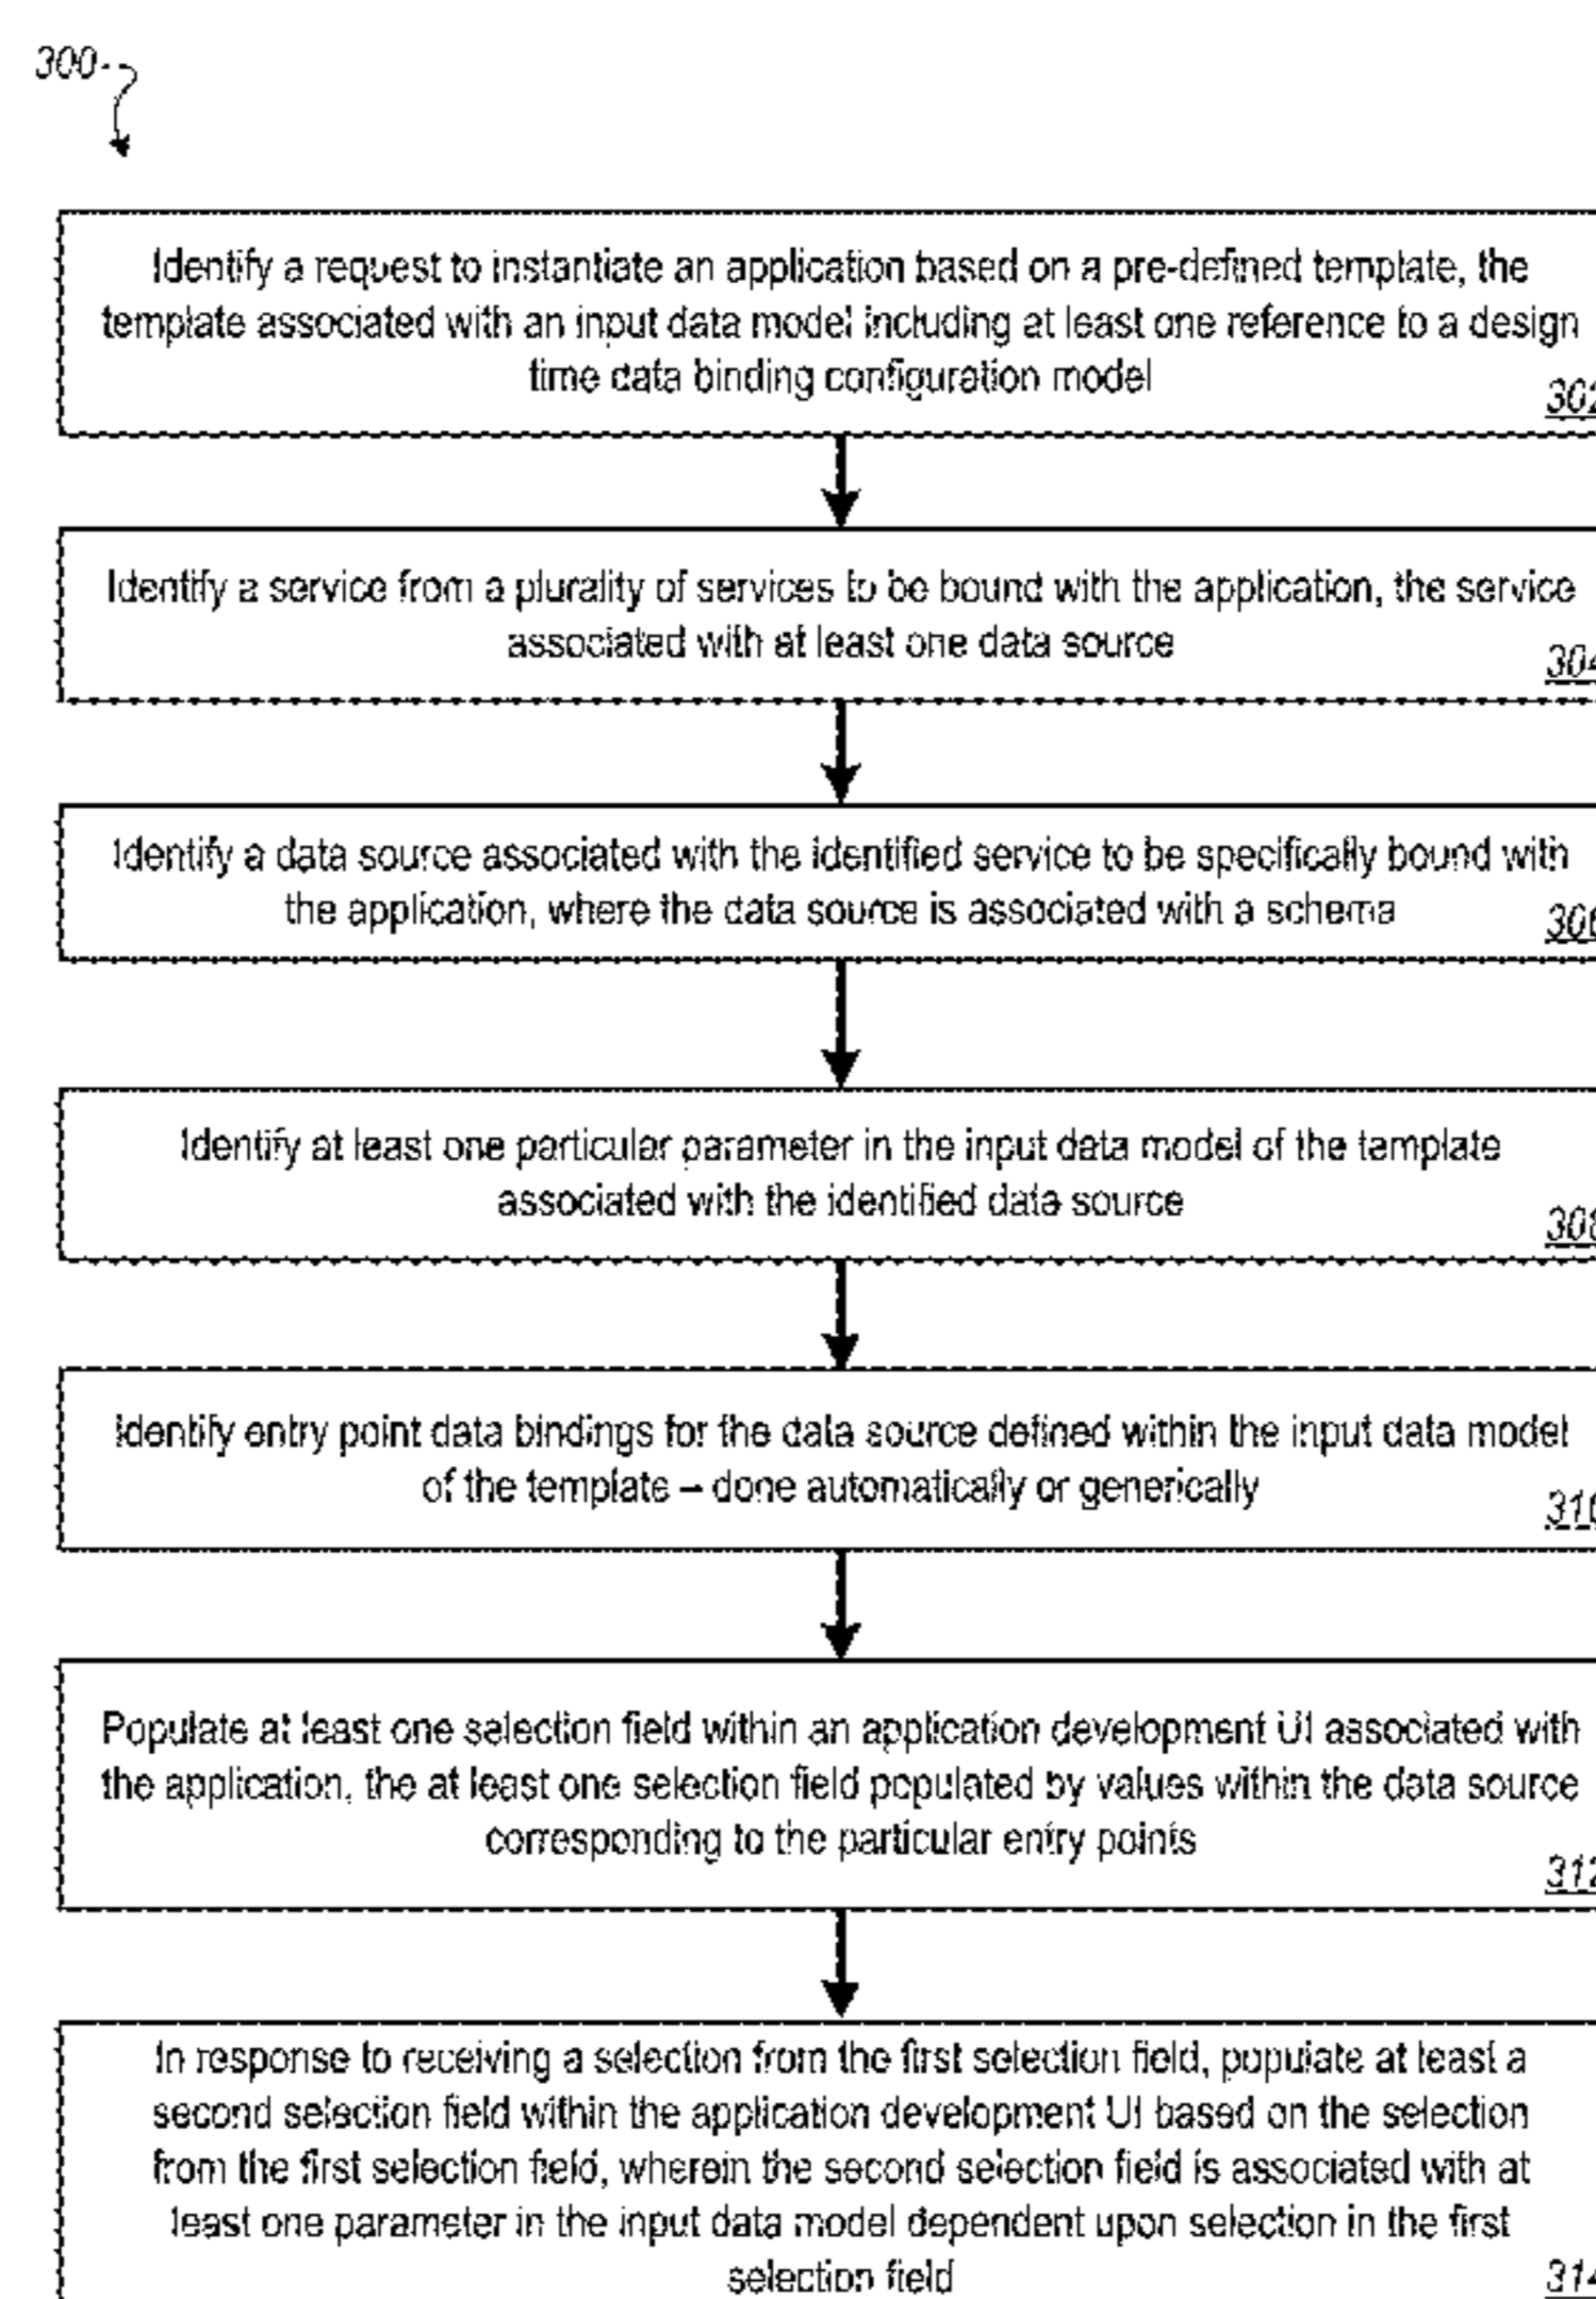 300
Identify a request to instantiate an application based on a pre-defined template, the
template associated with an input data model including at least one reference to a design
time data binding configuration model
302
Identify a service from a plurality of services to be bound with the application, the service
associated with at least one data source
304
Identify a data source associated with the identified service to be specifically bound with
the application, where the data source is associated with a schema
306
Identify at least one particular parameter in the input data model of the template
associated with the identified data source
308
Identify entry point data bindings for the data source defined within the input data model
of the template – done automatically or generically
310
Populate at least one selection field within an application development UI associated with
the application, the at least one selection field populated by values within the data source
corresponding to the particular entry points
312
In response to receiving a selection from the first selection field, populate at least a
second selection field within the application development UI based on the selection
from the first selection field, wherein the second selection field is associated with at
least one parameter in the input data model dependent upon selection in the first
selection field
314